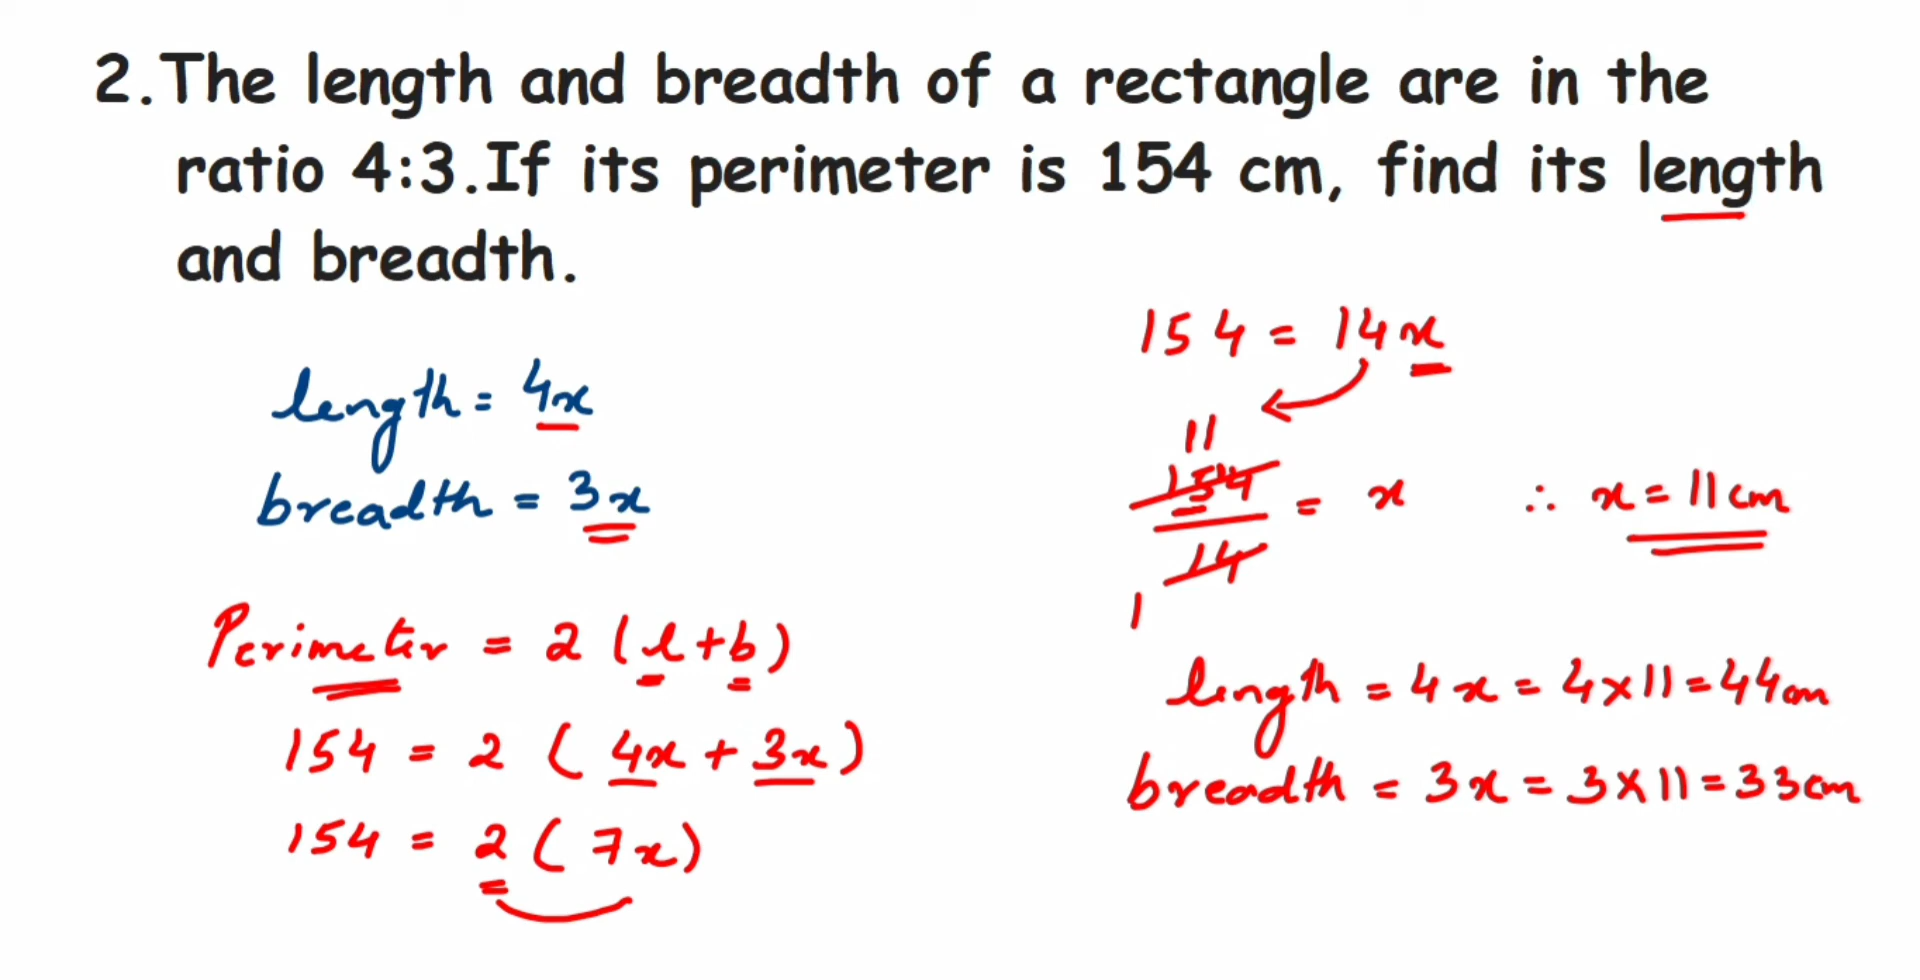 2.The length and breadth of a rectangle are in the
ratio 4:3.If its perimeter is 154 cm, find its length
and breadth.
length = 4x
breadth = 3x
Perimeter = 2 (l+b)
154 = 2 ( 4x + 3x )
154 = 2 ( 7x )
154 = 14x
11
154/14 = x ∴ x = 11 cm
1
length = 4x = 4×11 = 44cm
breadth = 3x = 3×11 = 33cm